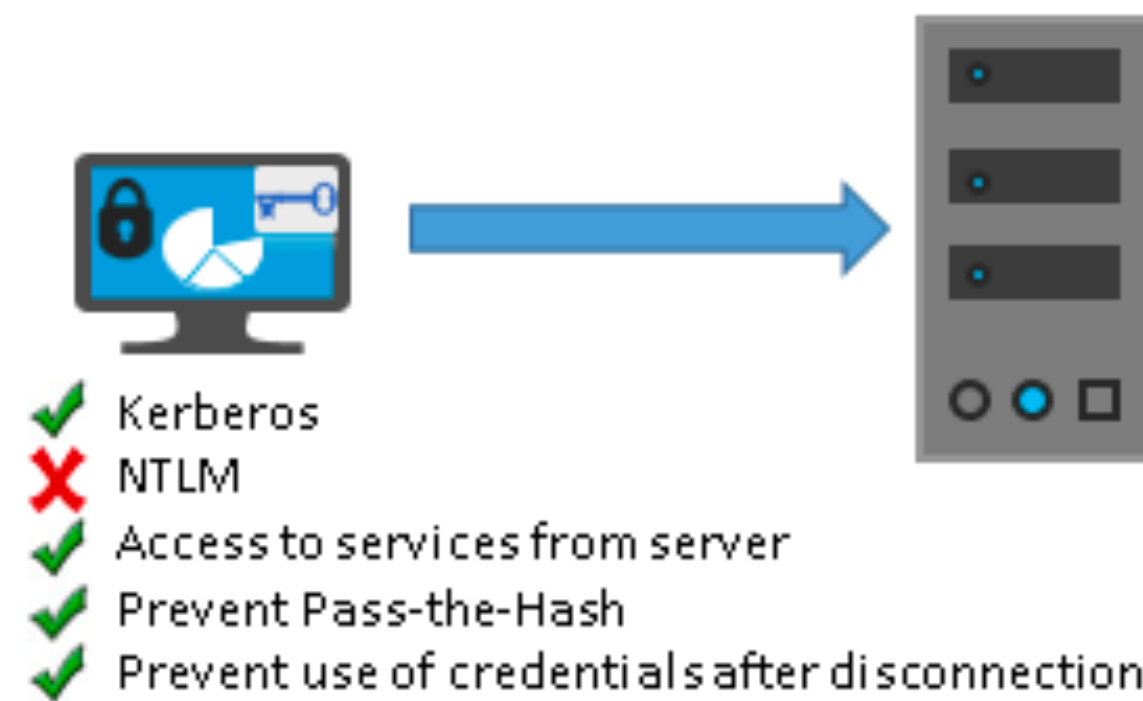 Kerberos
NTLM
Access to services from server
Prevent Pass-the-Hash
Prevent use of credentials after disconnection